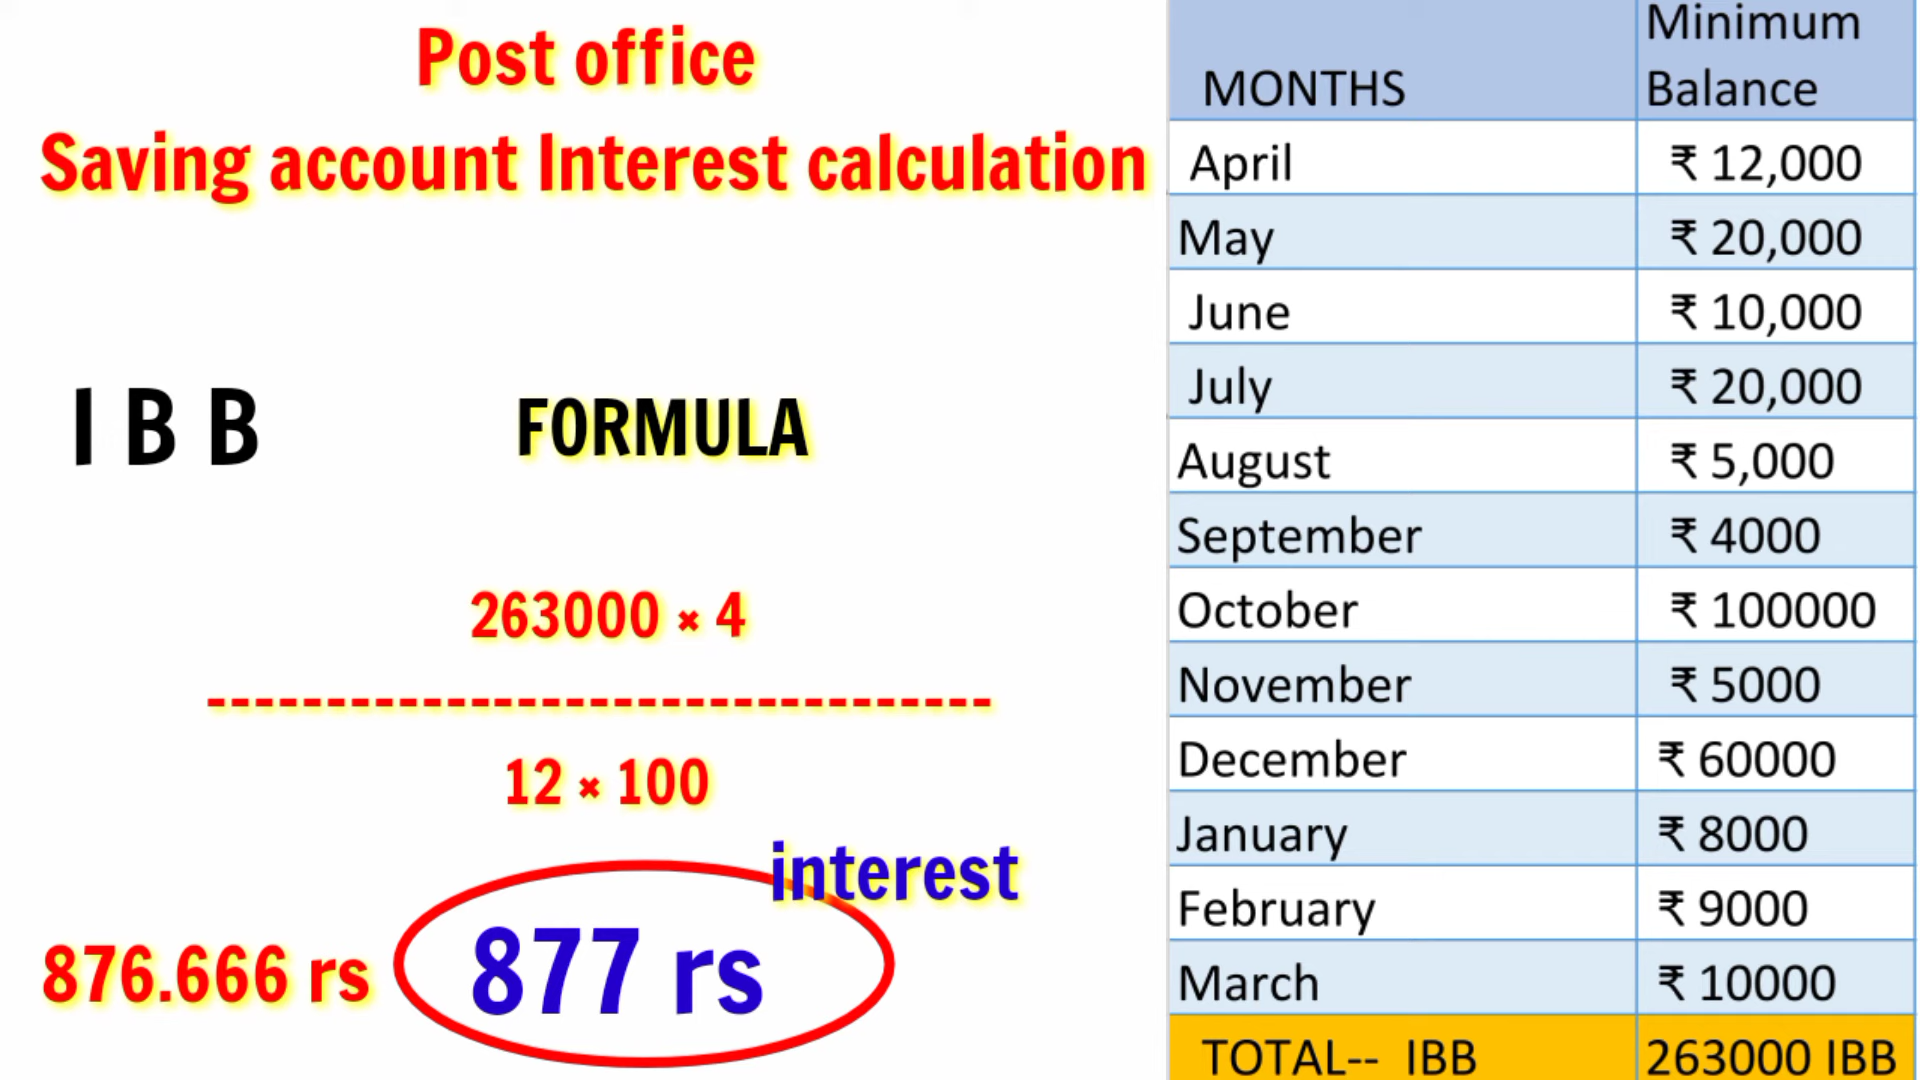 Post office
Saving account Interest calculation
I B B FORMULA
263000 × 4
---------------------------------
12 × 100
interest
876.666 rs 877 rs
MONTHS Minimum Balance
April ₹ 12,000
May ₹ 20,000
June ₹ 10,000
July ₹ 20,000
August ₹ 5,000
September ₹ 4000
October ₹ 100000
November ₹ 5000
December ₹ 60000
January ₹ 8000
February ₹ 9000
March ₹ 10000
TOTAL-- IBB 263000 IBB